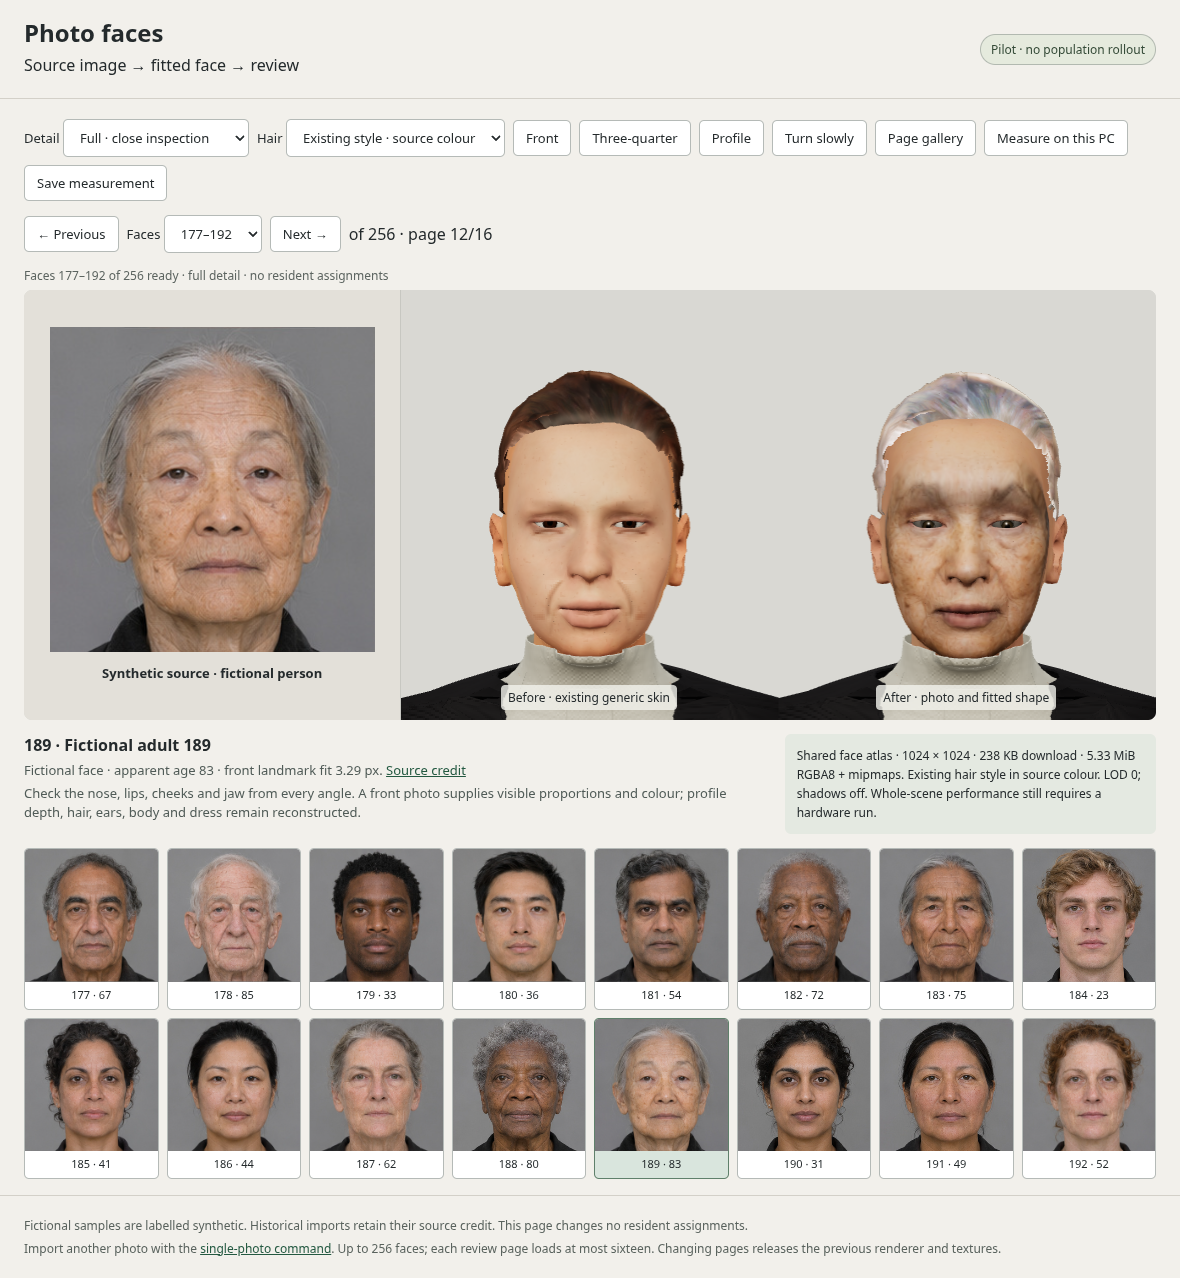 Photo faces
Source image → fitted face → review
Pilot · no population rollout
Detail Full · close inspection Hair Existing style · source colour Front Three-quarter Profile Turn slowly Page gallery Measure on this PC
Save measurement
← Previous Faces 177–192 Next → of 256 · page 12/16
Faces 177–192 of 256 ready · full detail · no resident assignments
Synthetic source · fictional person
Before · existing generic skin
After · photo and fitted shape
189 · Fictional adult 189
Fictional face · apparent age 83 · front landmark fit 3.29 px. Source credit
Check the nose, lips, cheeks and jaw from every angle. A front photo supplies visible proportions and colour; profile
depth, hair, ears, body and dress remain reconstructed.
Shared face atlas · 1024 × 1024 · 238 KB download · 5.33 MiB
RGBA8 + mipmaps. Existing hair style in source colour. LOD 0;
shadows off. Whole-scene performance still requires a
hardware run.
177 · 67
178 · 85
179 · 33
180 · 36
181 · 54
182 · 72
183 · 75
184 · 23
185 · 41
186 · 44
187 · 62
188 · 80
189 · 83
190 · 31
191 · 49
192 · 52
Fictional samples are labelled synthetic. Historical imports retain their source credit. This page changes no resident assignments.
Import another photo with the single-photo command. Up to 256 faces; each review page loads at most sixteen. Changing pages releases the previous renderer and textures.